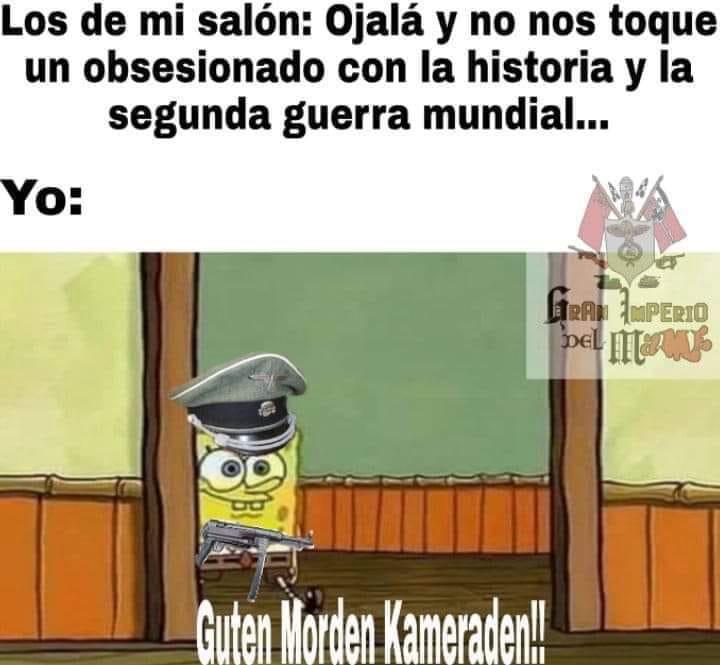 Los de mi salón: Ojalá y no nos toque
un obsesionado con la historia y la
segunda guerra mundial...
Yo:
Gran Imperio
del Mame
Guten Morden Kameraden!!